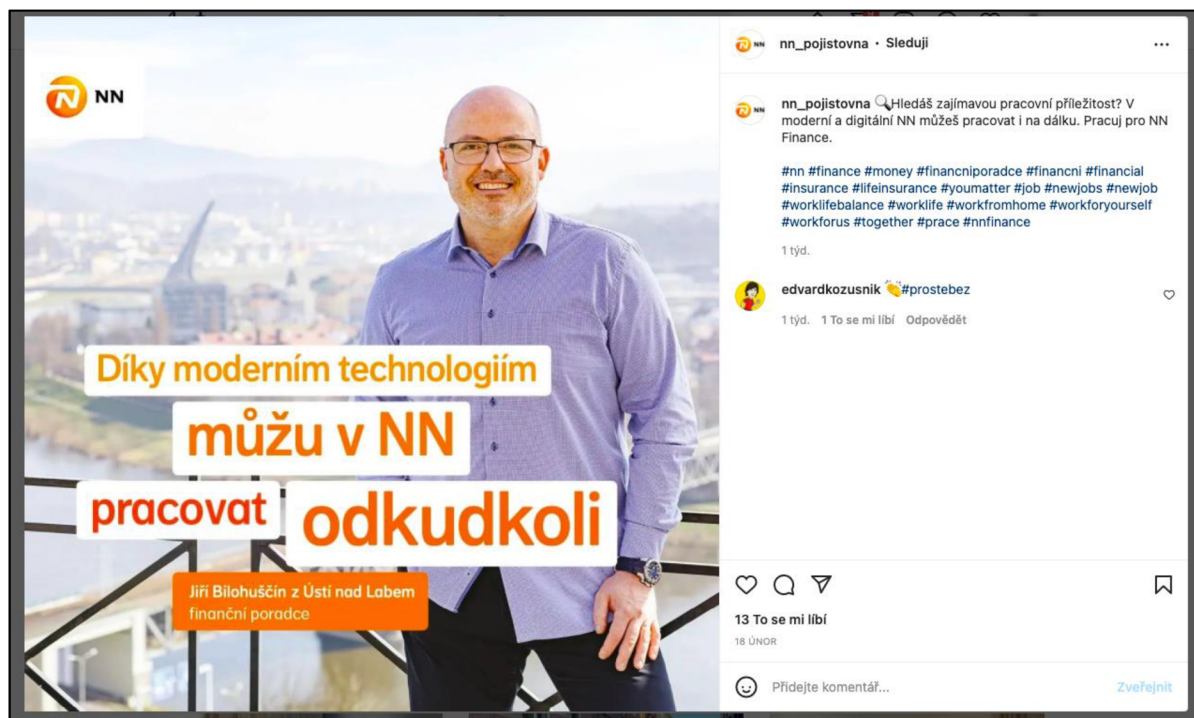 NN
Díky moderním technologiím
můžu v NN
pracovat odkudkoli
Jiří Bilohuščín z Ústí nad Labem
finanční poradce
NN nn_pojistovna • Sleduji
NN nn_pojistovna 🔍Hledáš zajímavou pracovní příležitost? V
moderní a digitální NN můžeš pracovat i na dálku. Pracuj pro NN
Finance.
#nn #finance #money #financniporadce #financni #financial
#insurance #lifeinsurance #youmatter #job #newjobs #newjob
#worklifebalance #worklife #workfromhome #workforyourself
#workforus #together #prace #nnfinance
1 týd.
edvardkozusnik 👏#prostebez
1 týd. 1 To se mi líbí Odpovědět
13 To se mi líbí
18 ÚNOR
Přidejte komentář... Zveřejnit